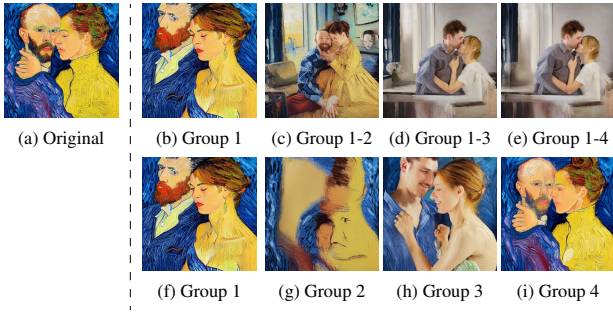 (a) Original
(b) Group 1
(c) Group 1-2
(d) Group 1-3
(e) Group 1-4
(f) Group 1
(g) Group 2
(h) Group 3
(i) Group 4